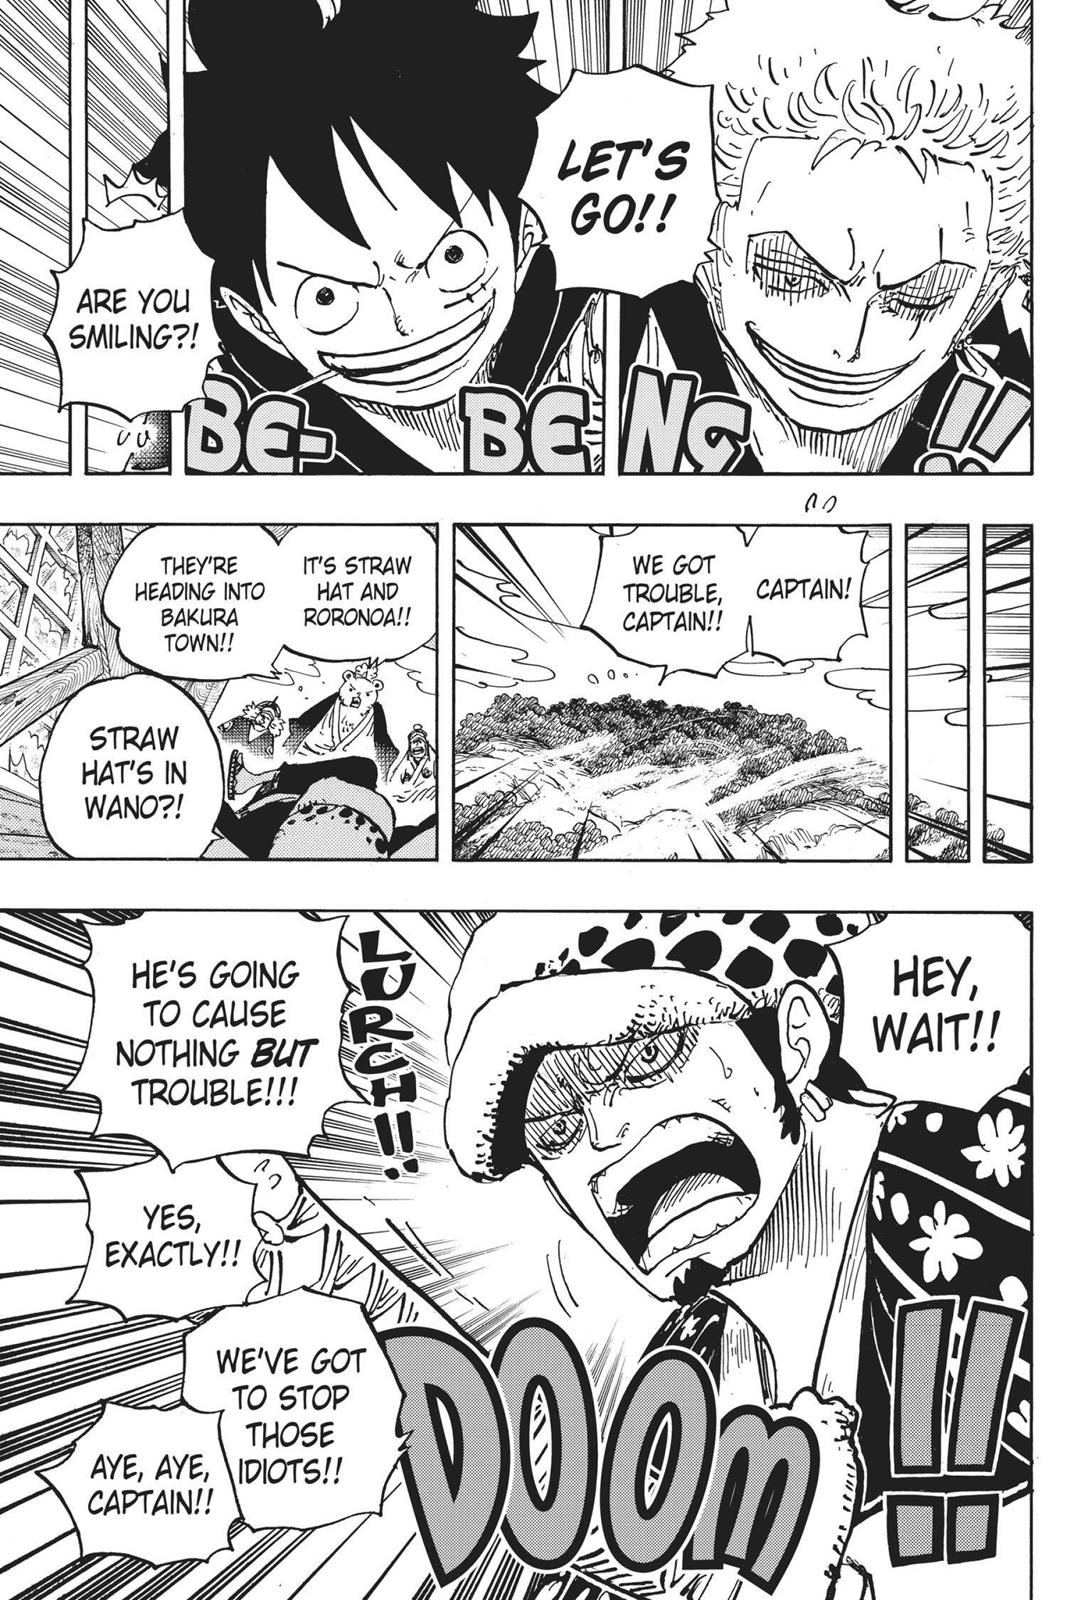 LET'S
GO!!
ARE YOU
SMILING?!
BE-
BE
NG
!!
CAPTAIN!
WE GOT
TROUBLE,
CAPTAIN!!
IT'S STRAW
HAT AND
RORONOA!!
THEY'RE
HEADING INTO
BAKURA
TOWN!!
STRAW
HAT'S IN
WANO?!
HEY,
WAIT!!
LURCH!!
HE'S GOING
TO CAUSE
NOTHING BUT
TROUBLE!!!
YES,
EXACTLY!!
WE'VE GOT
TO STOP
THOSE
IDIOTS!!
AYE, AYE,
CAPTAIN!!
DOOM
!!